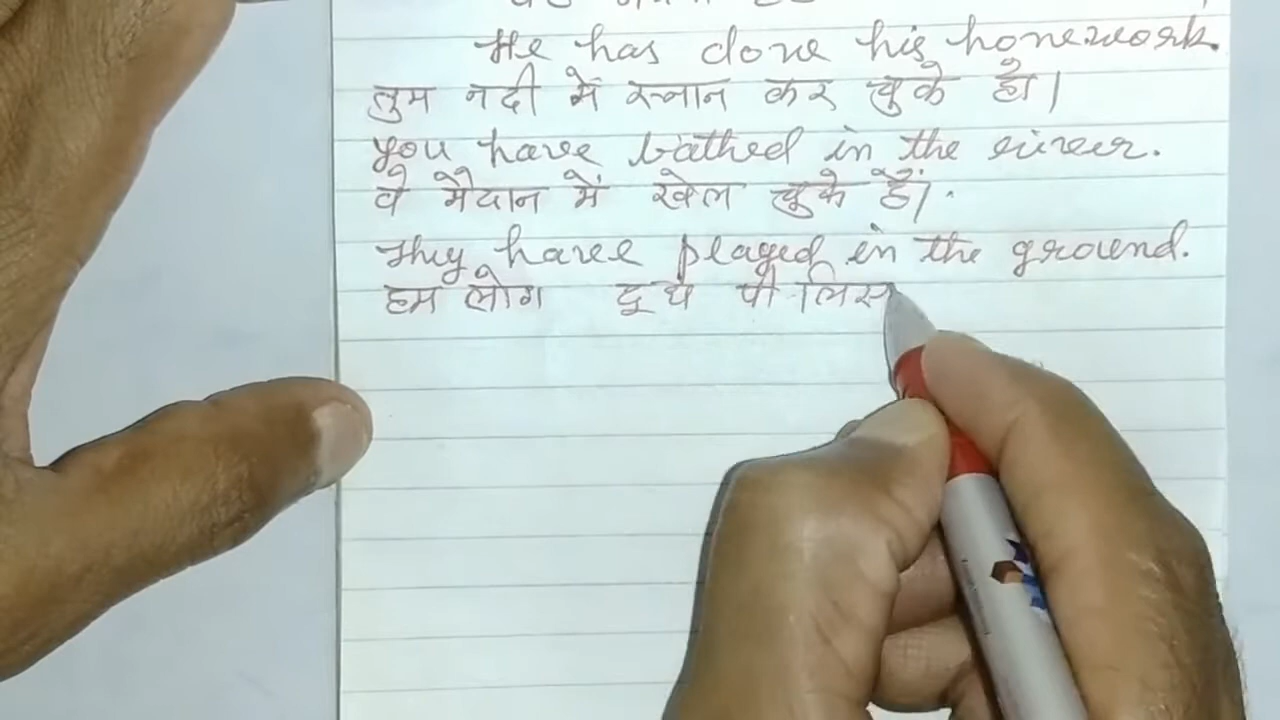 He has done his homework.
तुम नदी में स्नान कर चुके हो।
you have bathed in the river.
वे मैदान में खेल चुके हैं।
they have played in the ground.
हम लोग दूध पी लिए